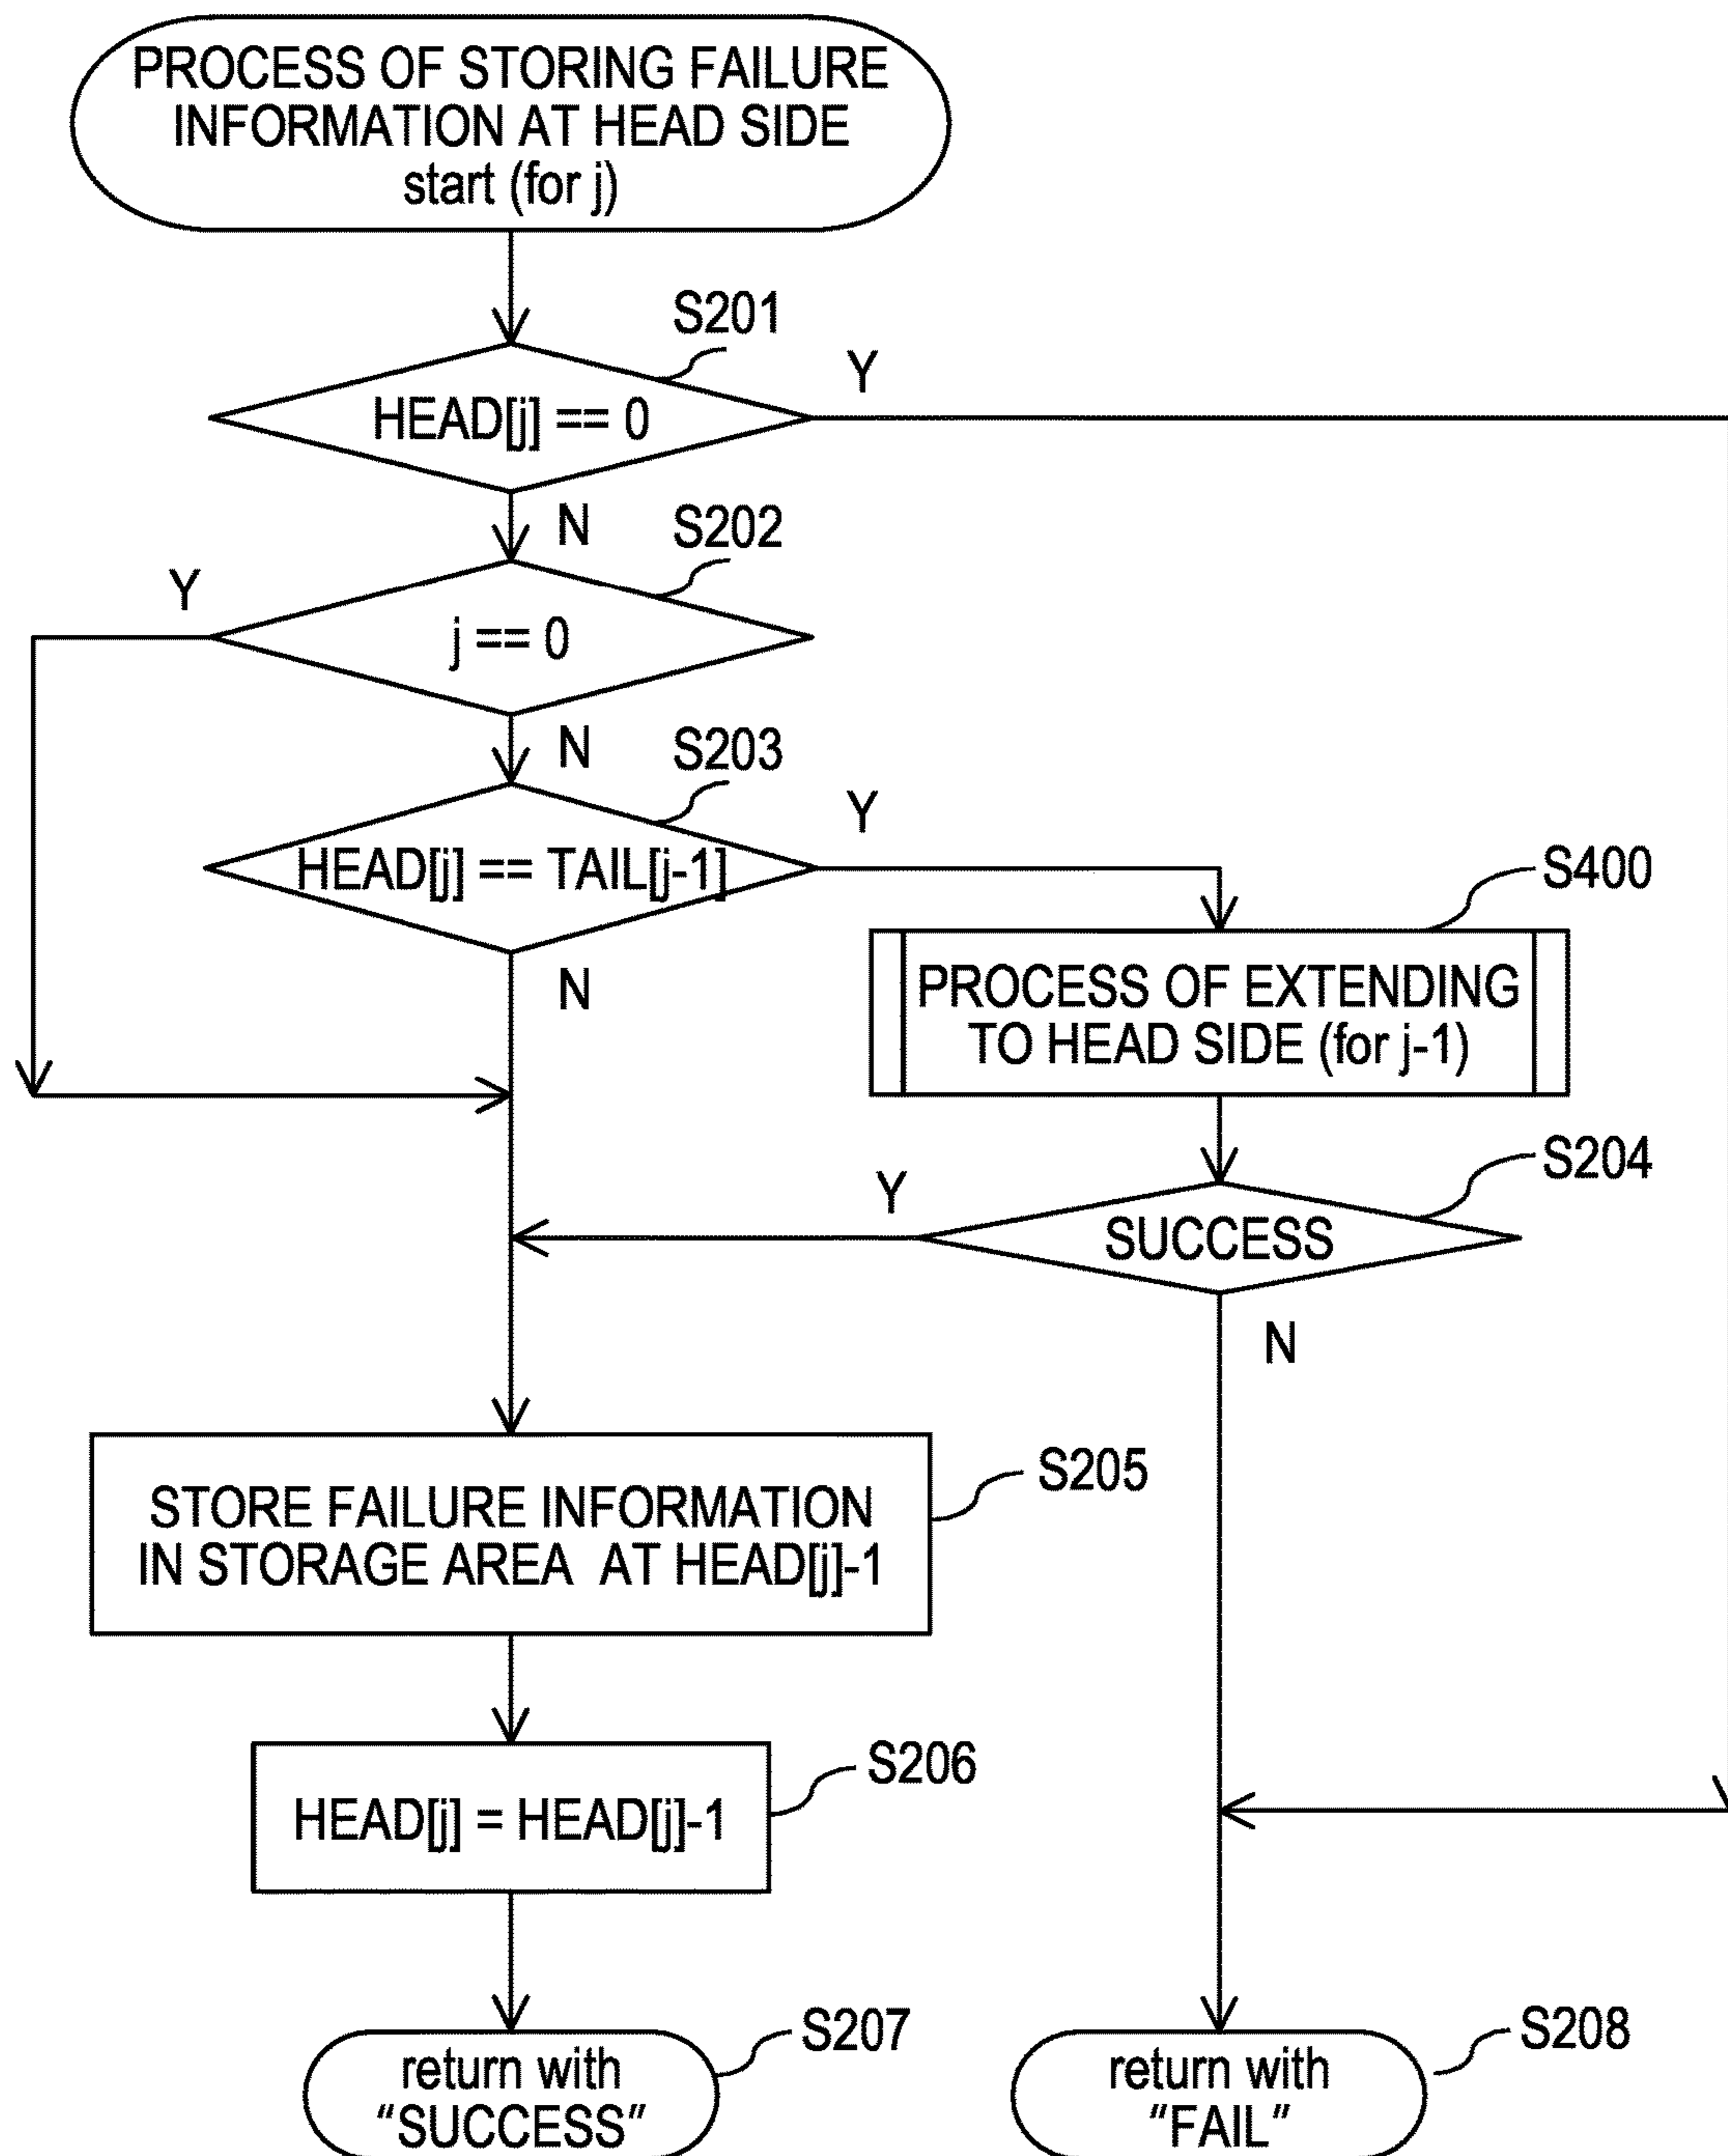 PROCESS OF STORING FAILURE
INFORMATION AT HEAD SIDE
start (for j)
S201
HEAD[j] == 0
Y
N
S202
Y
j == 0
N
S203
HEAD[j] == TAIL[j-1]
Y
N
S400
PROCESS OF EXTENDING
TO HEAD SIDE (for j-1)
S204
Y
SUCCESS
N
S205
STORE FAILURE INFORMATION
IN STORAGE AREA AT HEAD[j]-1
S206
HEAD[j] = HEAD[j]-1
S207
return with
"SUCCESS"
S208
return with
"FAIL"